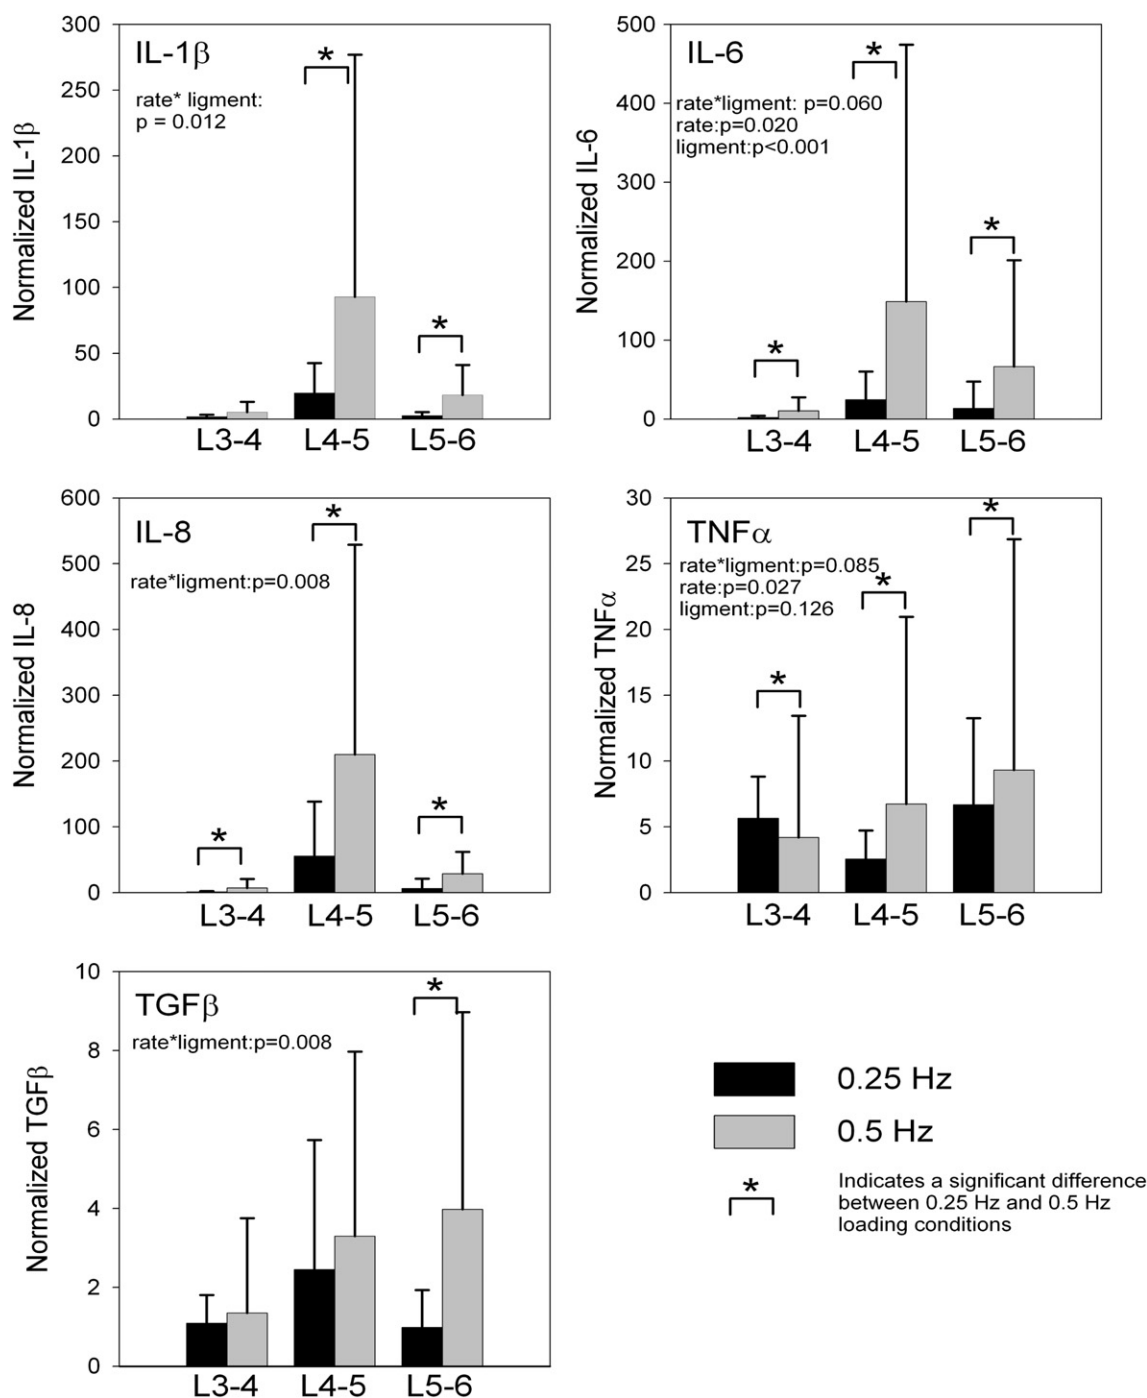 IL-1β
rate* ligment:
p = 0.012
Normalized IL-1β
300
250
200
150
100
50
0
*
*
L3-4 L4-5 L5-6
IL-6
rate*ligment: p=0.060
rate:p=0.020
ligment:p<0.001
Normalized IL-6
500
400
300
200
100
0
*
*
*
L3-4 L4-5 L5-6
IL-8
rate*ligment:p=0.008
Normalized IL-8
600
500
400
300
200
100
0
*
*
*
L3-4 L4-5 L5-6
TNFα
rate*ligment:p=0.085
rate:p=0.027
ligment:p=0.126
Normalized TNFα
30
25
20
15
10
5
0
*
*
*
L3-4 L4-5 L5-6
TGFβ
rate*ligment:p=0.008
Normalized TGFβ
10
8
6
4
2
0
*
L3-4 L4-5 L5-6
0.25 Hz
0.5 Hz
*
Indicates a significant difference
between 0.25 Hz and 0.5 Hz
loading conditions